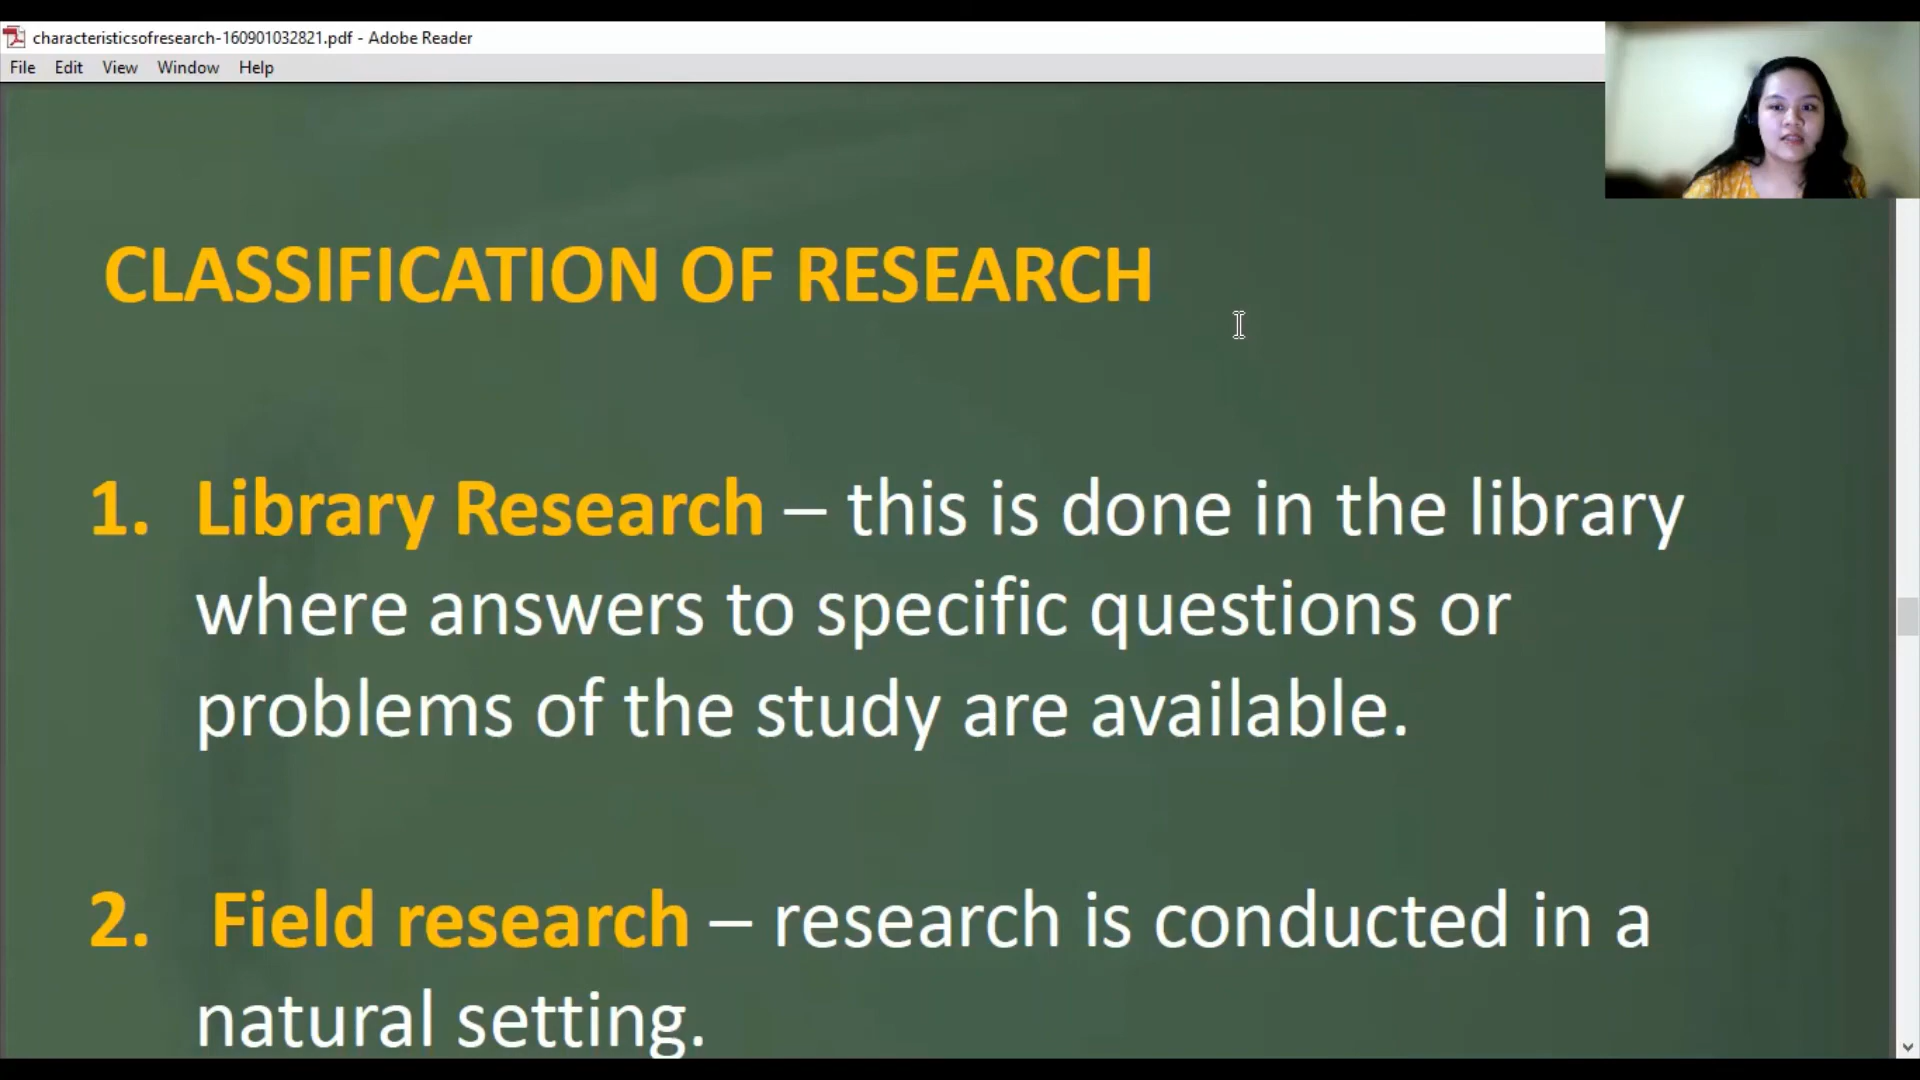 characteristicsofresearch-160901032821.pdf - Adobe Reader
File Edit View Window Help
CLASSIFICATION OF RESEARCH
1. Library Research – this is done in the library
where answers to specific questions or
problems of the study are available.
2. Field research – research is conducted in a
natural setting.